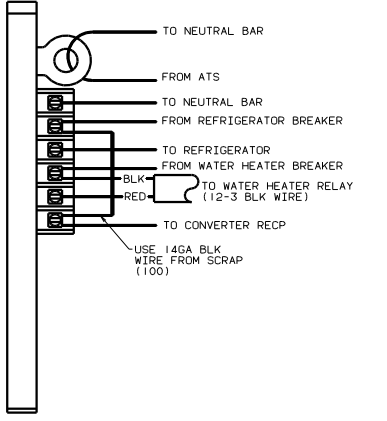 TO NEUTRAL BAR
FROM ATS
TO NEUTRAL BAR
FROM REFRIGERATOR BREAKER
TO REFRIGERATOR
FROM WATER HEATER BREAKER
BLK
TO WATER HEATER RELAY
RED
(12-3 BLK WIRE)
TO CONVERTER RECP
USE 14GA BLK
WIRE FROM SCRAP
(100)